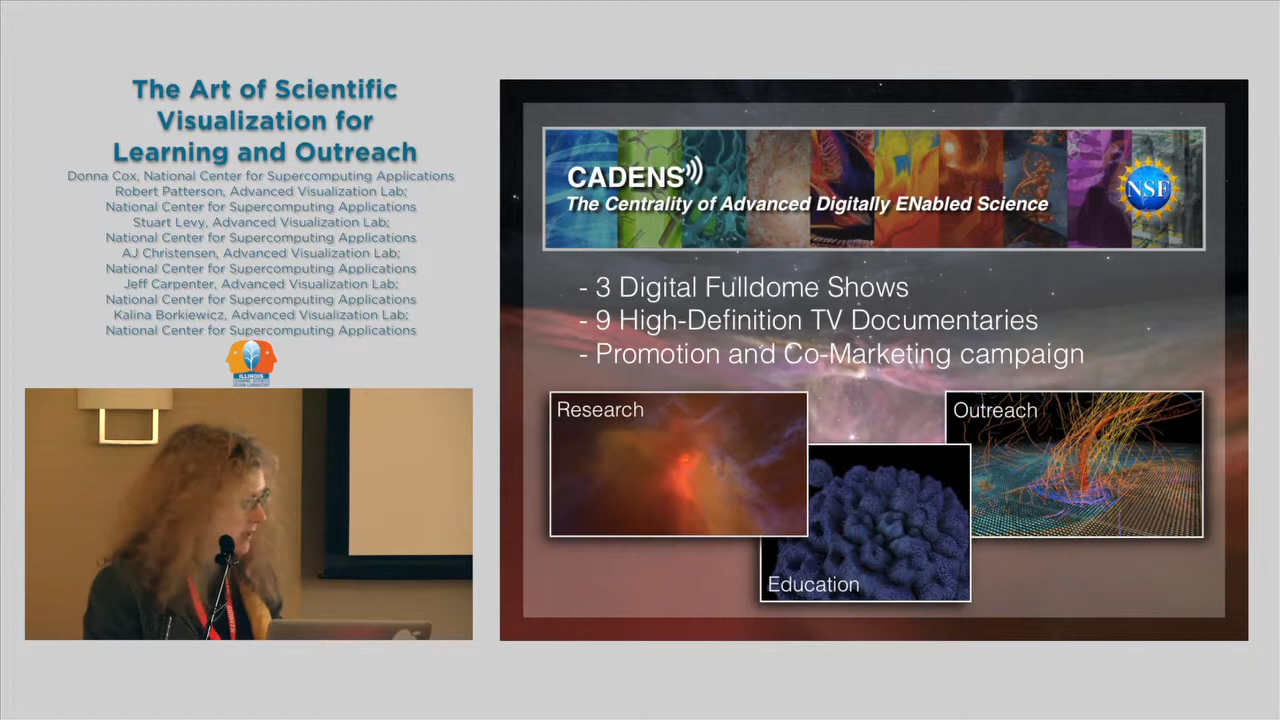 The Art of Scientific
Visualization for
Learning and Outreach
Donna Cox, National Center for Supercomputing Applications
Robert Patterson, Advanced Visualization Lab;
National Center for Supercomputing Applications
Stuart Levy, Advanced Visualization Lab;
National Center for Supercomputing Applications
AJ Christensen, Advanced Visualization Lab;
National Center for Supercomputing Applications
Jeff Carpenter, Advanced Visualization Lab;
National Center for Supercomputing Applications
Kalina Borkiewicz, Advanced Visualization Lab;
National Center for Supercomputing Applications
ILLINOIS
LEARNING SCIENCES
DESIGN LABORATORY
CADENS
The Centrality of Advanced Digitally ENabled Science
NSF
- 3 Digital Fulldome Shows
- 9 High-Definition TV Documentaries
- Promotion and Co-Marketing campaign
Research
Outreach
Education